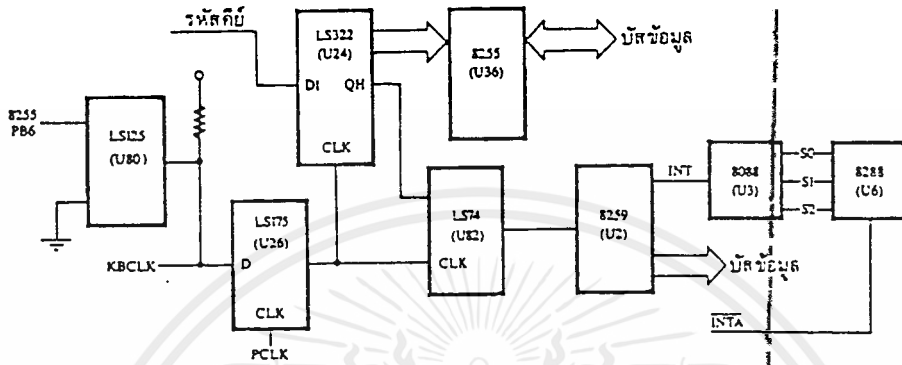 รหัสคีย์
LS322
(U24)
DI
QH
CLK
8255
(U36)
บัสข้อมูล
8255
PB6
LS125
(U80)
KBCLK
LS175
(U26)
D
CLK
PCLK
LS74
(U82)
CLK
8259
(U2)
INT
บัสข้อมูล
8088
(U3)
S0
S1
S2
8288
(U6)
INTA